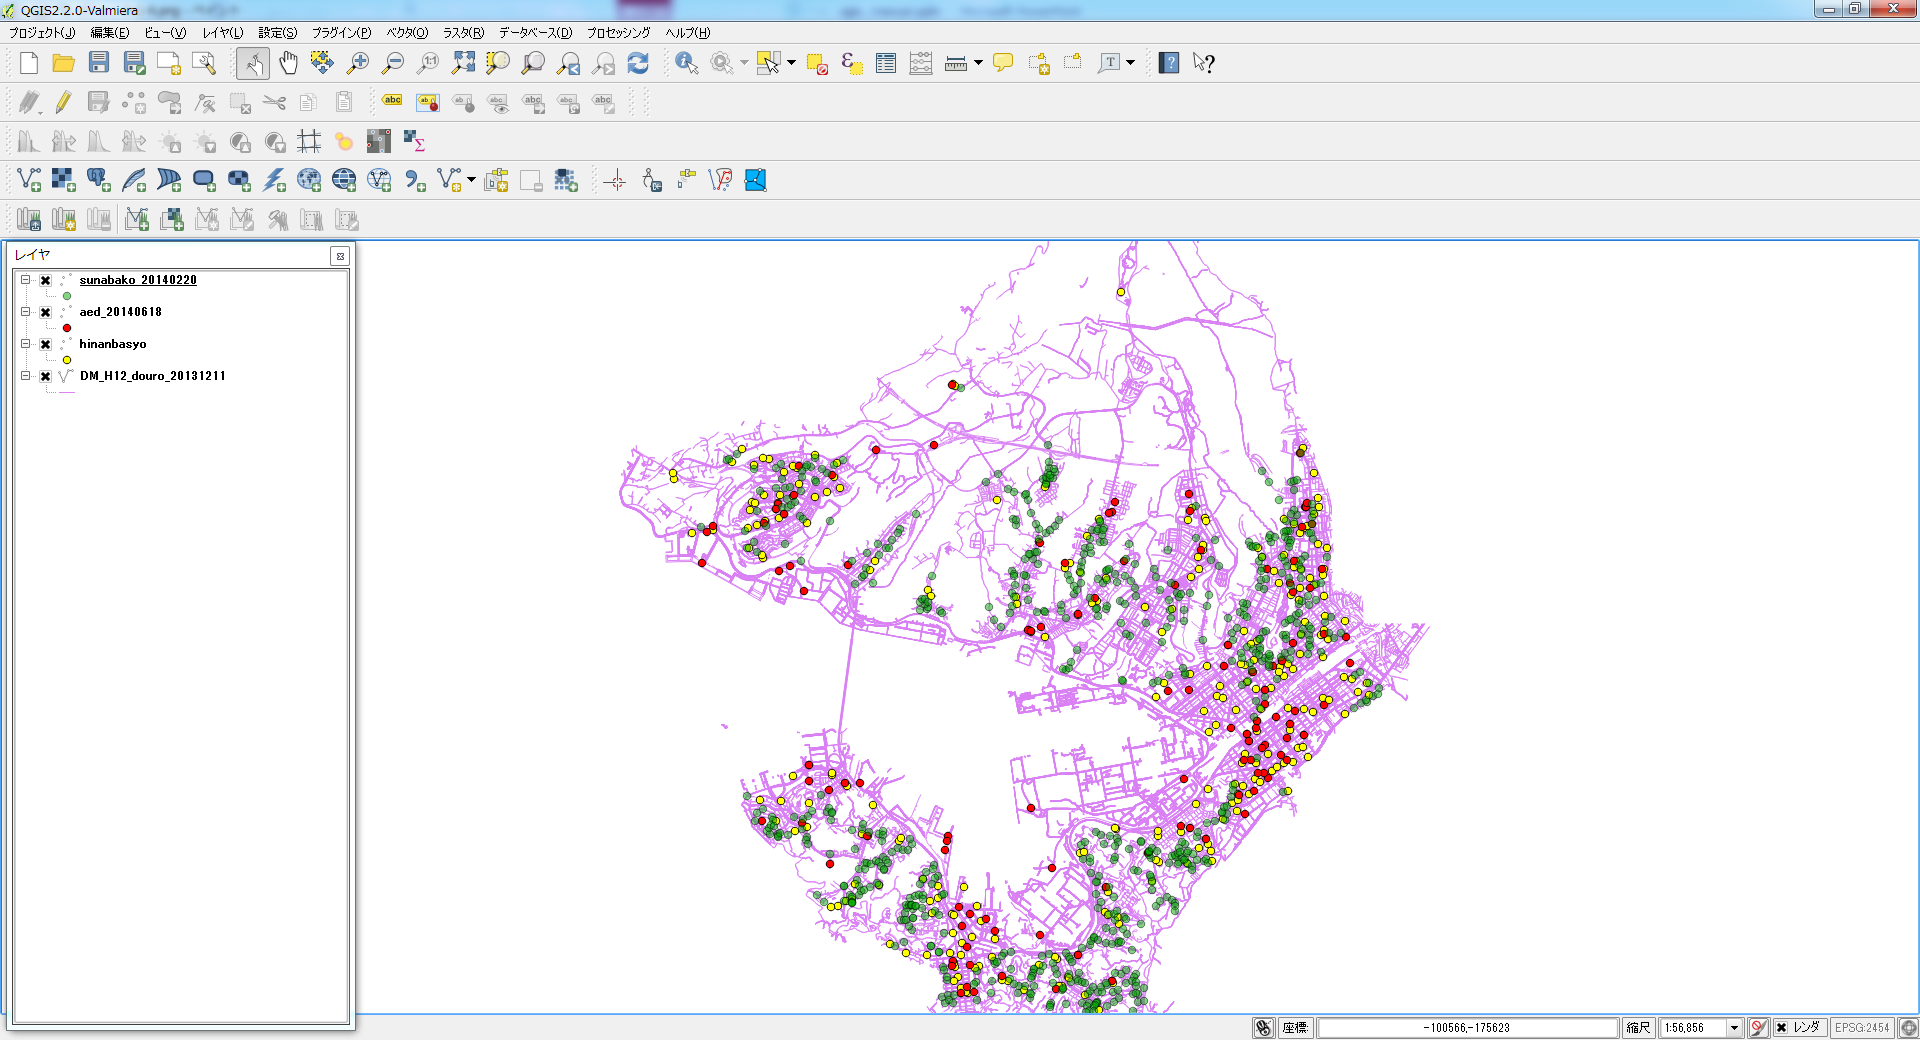 QGIS2.2.0-Valmiera
プロジェクト(J) 編集(E) ビュー(V) レイヤ(L) 設定(S) プラグイン(P) ベクタ(O) ラスタ(R) データベース(D) プロセッシング ヘルプ(H)
レイヤ
sunabako_20140220
aed_20140618
hinanbasyo
DM_H12_douro_20131211
座標: -100566,-175623 縮尺 1:56,856 レンダ EPSG:2454